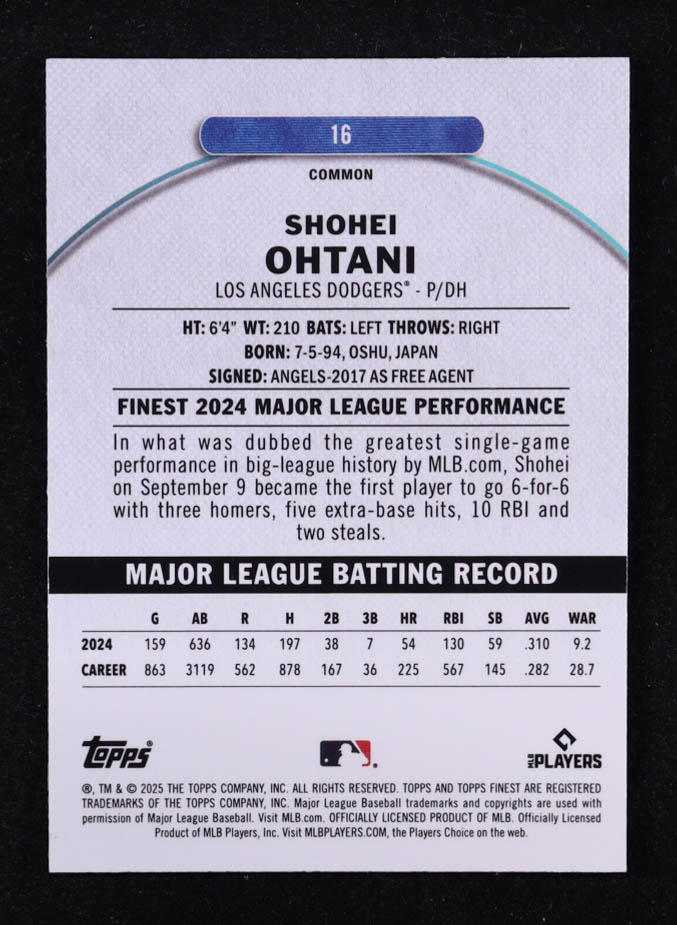 16
COMMON
SHOHEI
OHTANI
LOS ANGELES DODGERS® - P/DH
HT: 6'4" WT: 210 BATS: LEFT THROWS: RIGHT
BORN: 7-5-94, OSHU, JAPAN
SIGNED: ANGELS-2017 AS FREE AGENT
FINEST 2024 MAJOR LEAGUE PERFORMANCE
In what was dubbed the greatest single-game
performance in big-league history by MLB.com, Shohei
on September 9 became the first player to go 6-for-6
with three homers, five extra-base hits, 10 RBI and
two steals.
MAJOR LEAGUE BATTING RECORD
G AB R H 2B 3B HR RBI SB AVG WAR
2024 159 636 134 197 38 7 54 130 59 .310 9.2
CAREER 863 3119 562 878 167 36 225 567 145 .282 28.7
Topps®
MLB PLAYERS
®, TM & © 2025 THE TOPPS COMPANY, INC. ALL RIGHTS RESERVED. TOPPS AND TOPPS FINEST ARE REGISTERED
TRADEMARKS OF THE TOPPS COMPANY, INC. Major League Baseball trademarks and copyrights are used with
permission of Major League Baseball. Visit MLB.com. OFFICIALLY LICENSED PRODUCT OF MLB. Officially Licensed
Product of MLB Players, Inc. Visit MLBPLAYERS.COM, the Players Choice on the web.